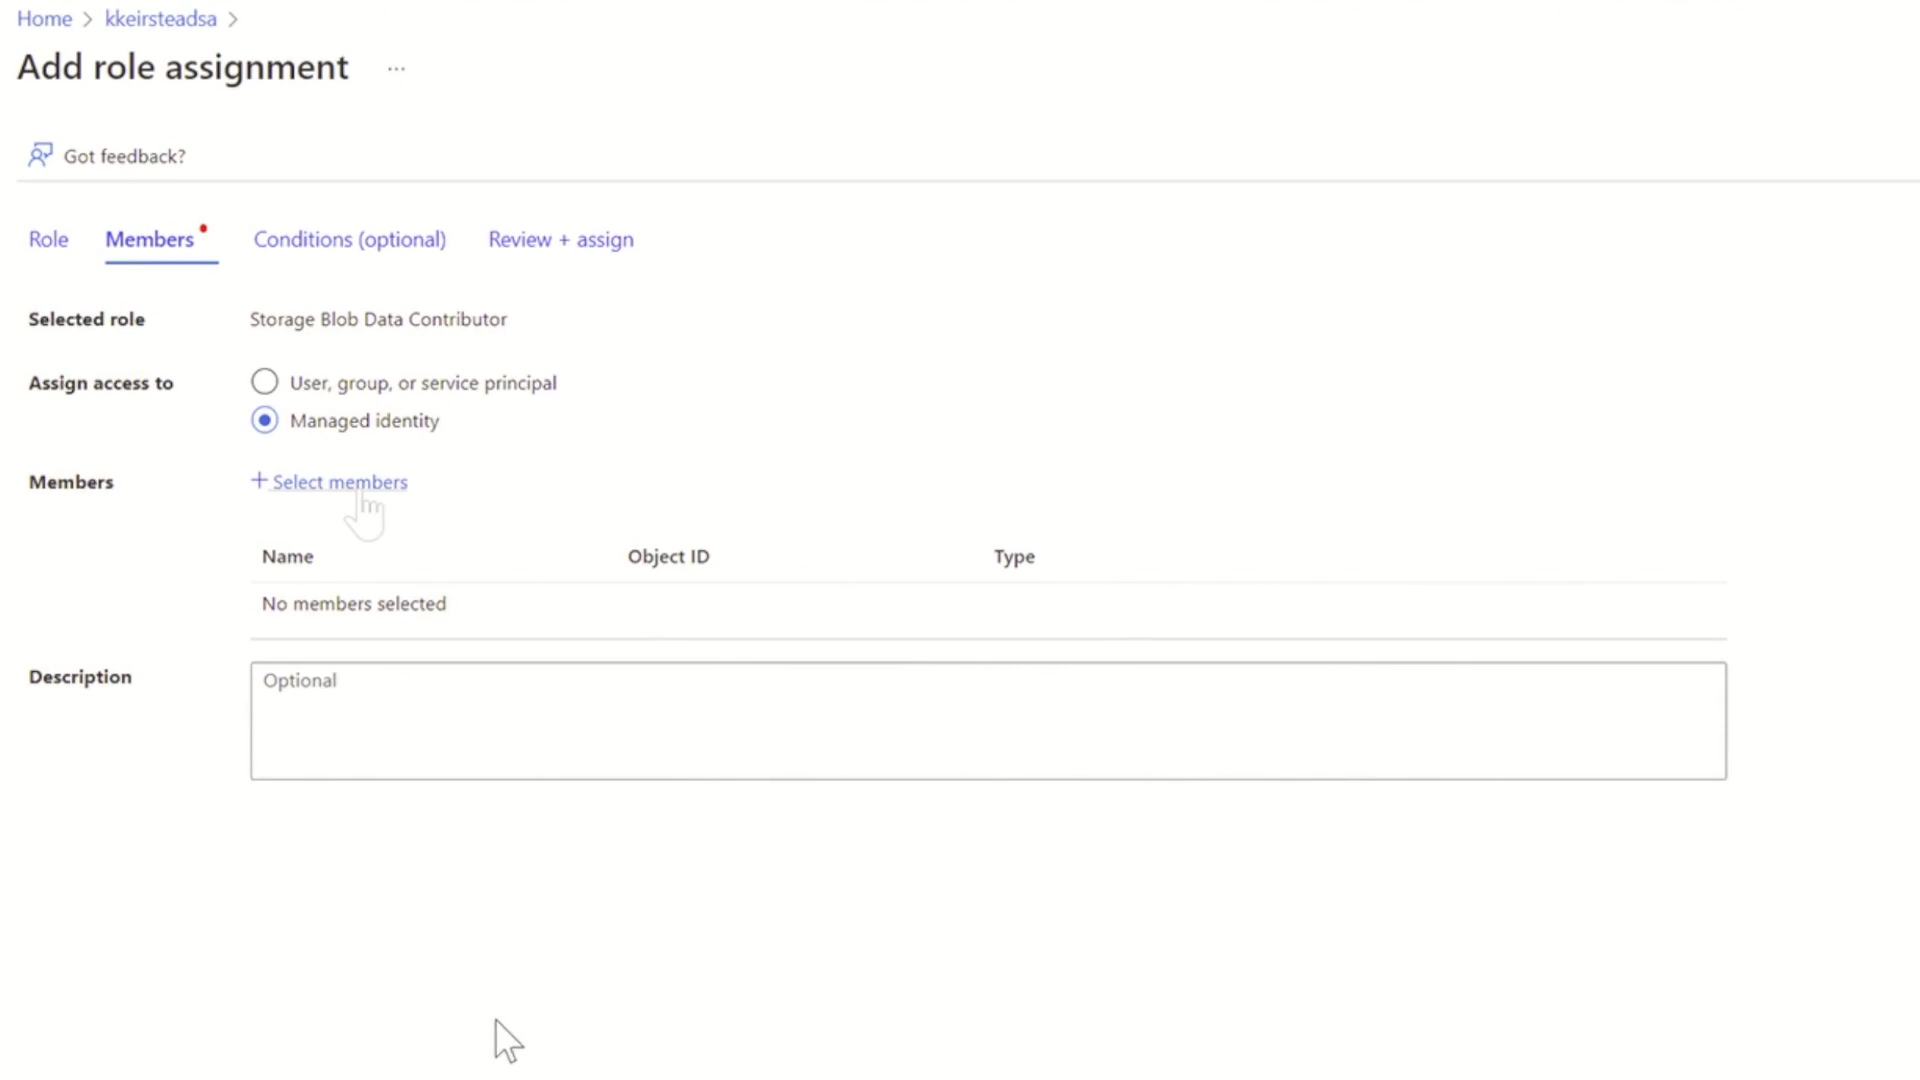 Home > kkeirsteadsa >
Add role assignment ...
Got feedback?
Role Members Conditions (optional) Review + assign
Selected role Storage Blob Data Contributor
Assign access to User, group, or service principal
Managed identity
Members + Select members
Name Object ID Type
No members selected
Description Optional